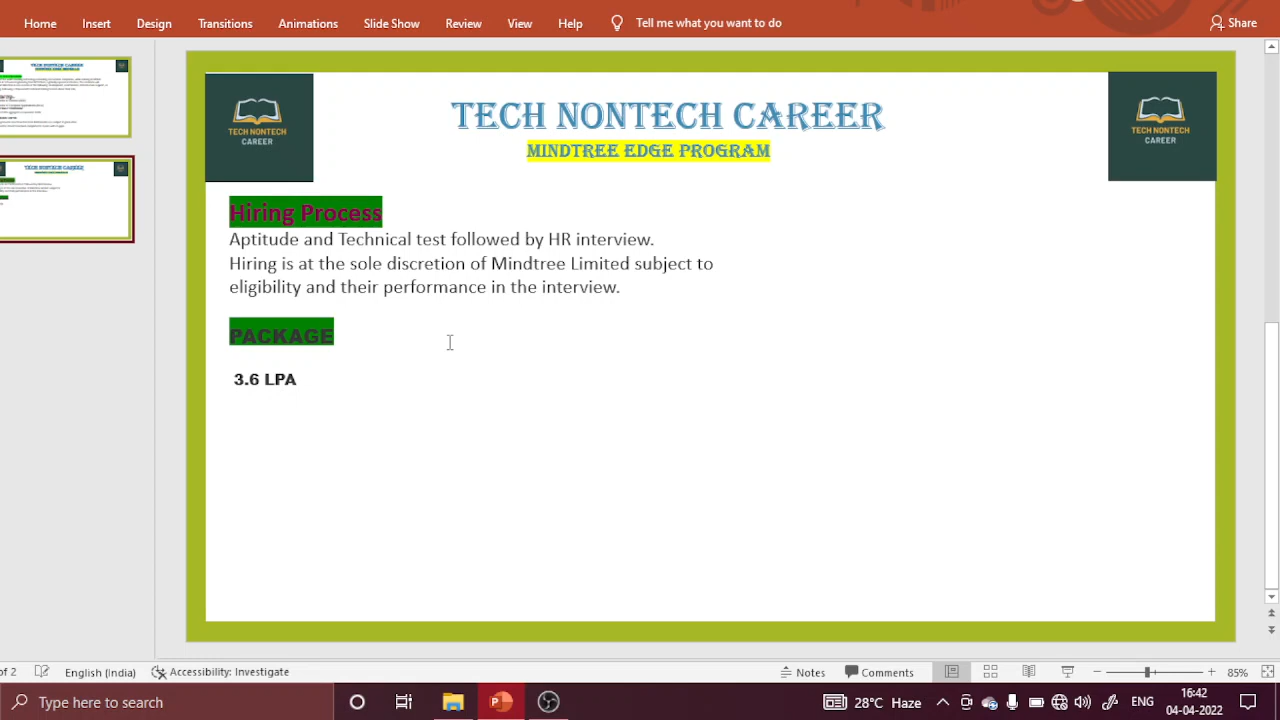 Home Insert Design Transitions Animations Slide Show Review View Help Tell me what you want to do Share
TECH NONTECH CAREER
MINDTREE EDGE PROGRAM
TECH NONTECH
CAREER
TECH NONTECH
CAREER
Hiring Process
Aptitude and Technical test followed by HR interview.
Hiring is at the sole discretion of Mindtree Limited subject to
eligibility and their performance in the interview.
PACKAGE
3.6 LPA
of 2 English (India) Accessibility: Investigate Notes Comments 85%
Type here to search 28°C Haze ENG 16:42
04-04-2022